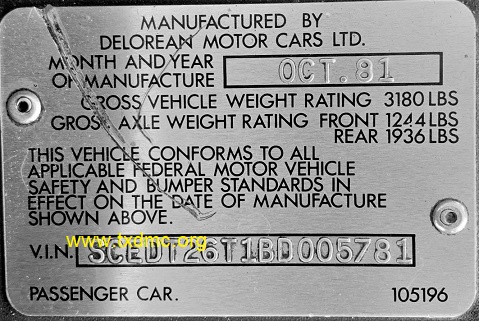 MANUFACTURED BY
DELOREAN MOTOR CARS LTD.
MONTH AND YEAR
OF MANUFACTURE OCT.81
GROSS VEHICLE WEIGHT RATING 3180 LBS
GROSS AXLE WEIGHT RATING FRONT 1244 LBS
REAR 1936 LBS
THIS VEHICLE CONFORMS TO ALL
APPLICABLE FEDERAL MOTOR VEHICLE
SAFETY AND BUMPER STANDARDS IN
EFFECT ON THE DATE OF MANUFACTURE
SHOWN ABOVE.
www.txdmc.org
V.I.N. SCEDT26T1BD005781
PASSENGER CAR. 105196